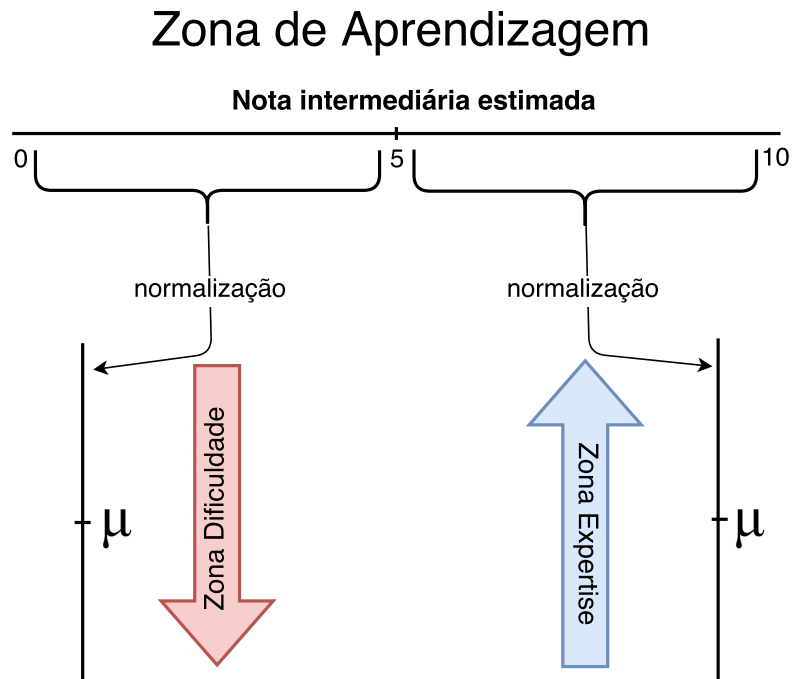 Zona de Aprendizagem
Nota intermediária estimada
0
5
10
normalização
normalização
Zona Dificuldade
Zona Expertise
μ
μ